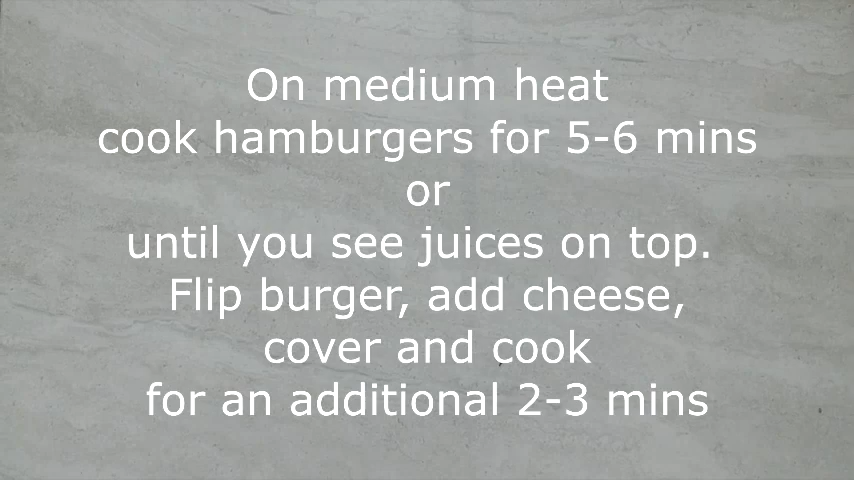 On medium heat
cook hamburgers for 5-6 mins
or
until you see juices on top.
Flip burger, add cheese,
cover and cook
for an additional 2-3 mins